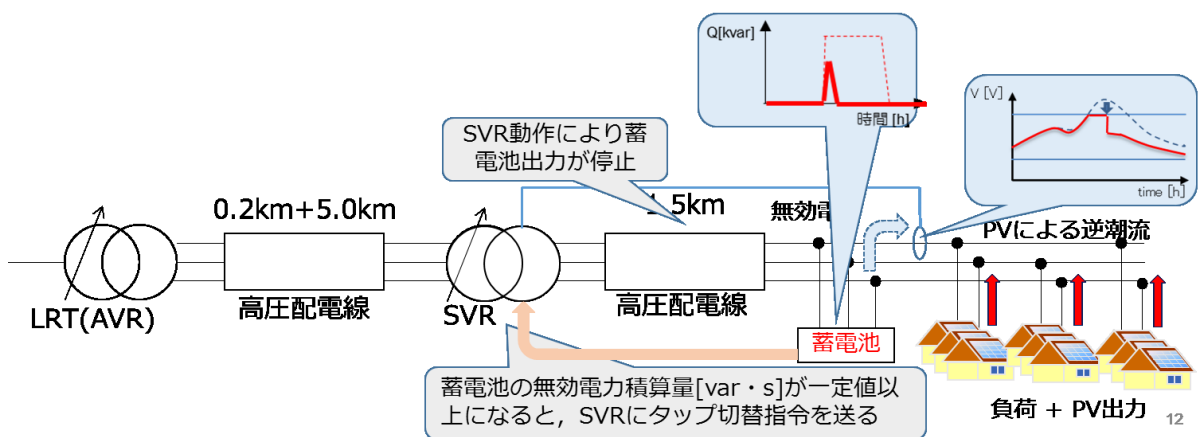 Q[kvar]
時間 [h]
V [V]
time [h]
SVR動作により蓄
電池出力が停止
0.2km+5.0km
5km
無効電
PVによる逆潮流
LRT(AVR)
高圧配電線
SVR
高圧配電線
蓄電池
蓄電池の無効電力積算量[var・s]が一定値以
上になると，SVRにタップ切替指令を送る
負荷 + PV出力
12